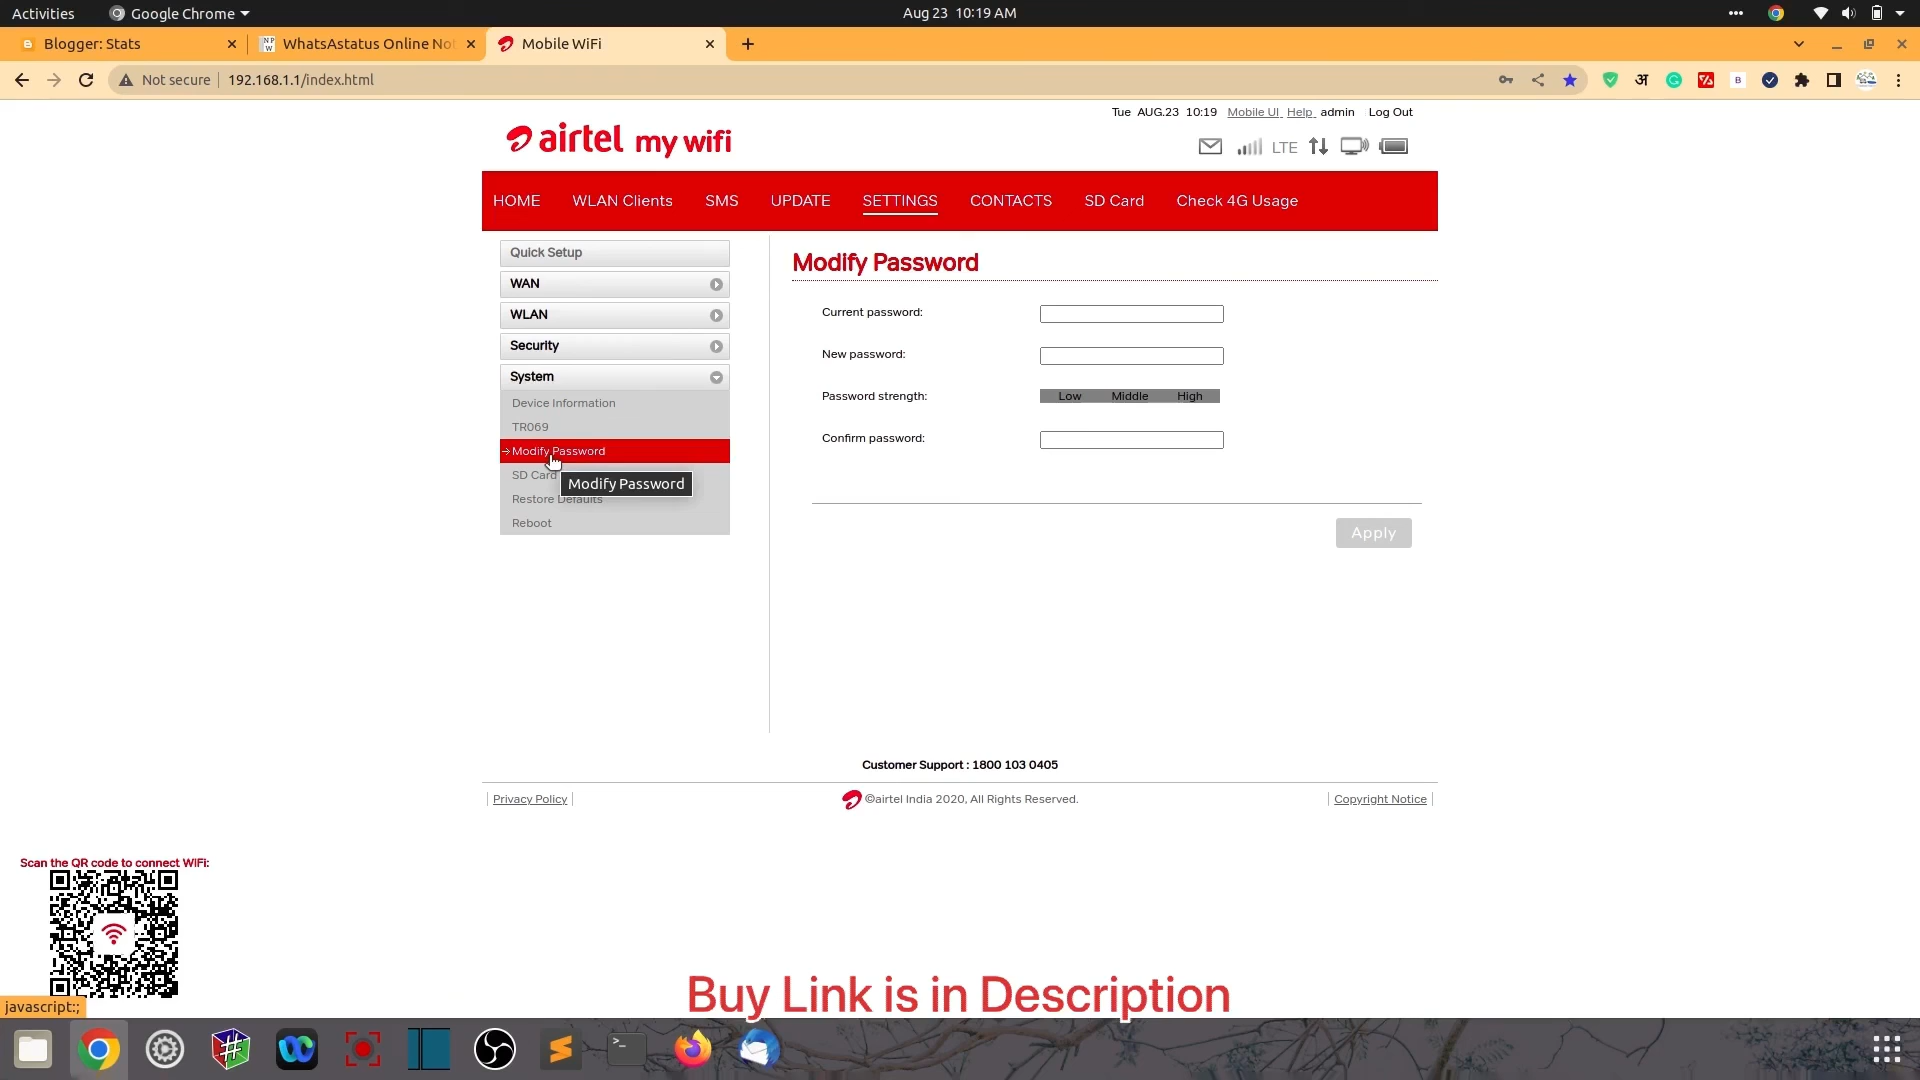 Activities
Google Chrome
Aug 23 10:19 AM
Blogger: Stats
WhatsAstatus Online Not
Mobile WiFi
Not secure
192.168.1.1/index.html
Tue AUG.23 10:19 Mobile UI Help admin Log Out
airtel my wifi
LTE
HOME WLAN Clients SMS UPDATE SETTINGS CONTACTS SD Card Check 4G Usage
Quick Setup
WAN
WLAN
Security
System
Device Information
TR069
Modify Password
SD Card
Modify Password
Restore Defaults
Reboot
Modify Password
Current password:
New password:
Password strength: Low Middle High
Confirm password:
Apply
Customer Support : 1800 103 0405
Privacy Policy
©airtel India 2020, All Rights Reserved.
Copyright Notice
Scan the QR code to connect WiFi:
javascript:;
Buy Link is in Description